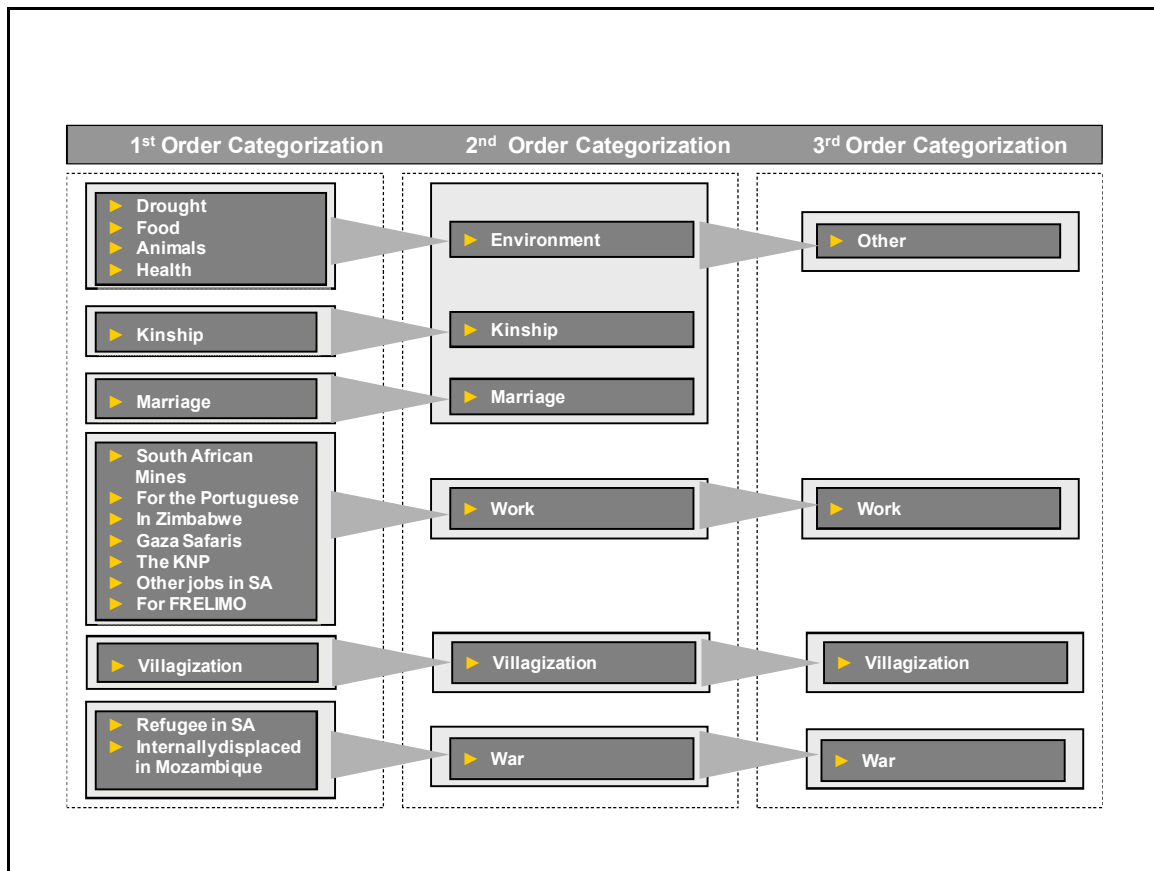 1st Order Categorization
2nd Order Categorization
3rd Order Categorization
Drought
Food
Animals
Health
Environment
Other
Kinship
Kinship
Marriage
Marriage
South African
Mines
For the Portuguese
In Zimbabwe
Gaza Safaris
The KNP
Other jobs in SA
For FRELIMO
Work
Work
Villagization
Villagization
Villagization
Refugee in SA
Internallydisplaced
in Mozambique
War
War